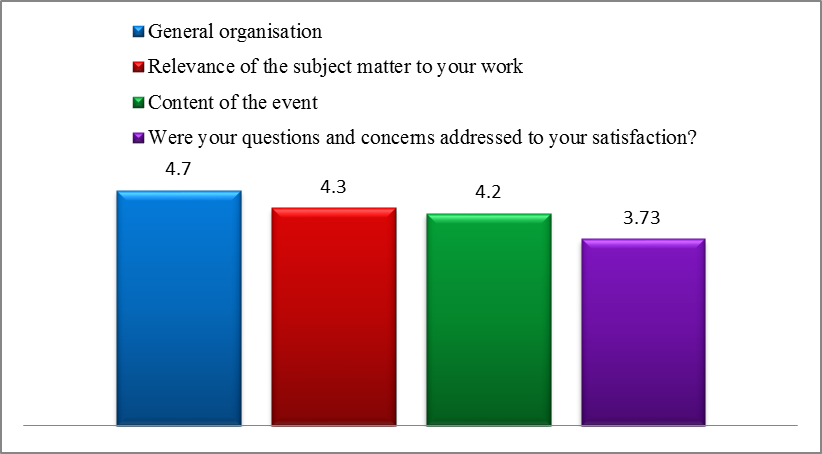 General organisation
Relevance of the subject matter to your work
Content of the event
Were your questions and concerns addressed to your satisfaction?
4.7
4.3
4.2
3.73